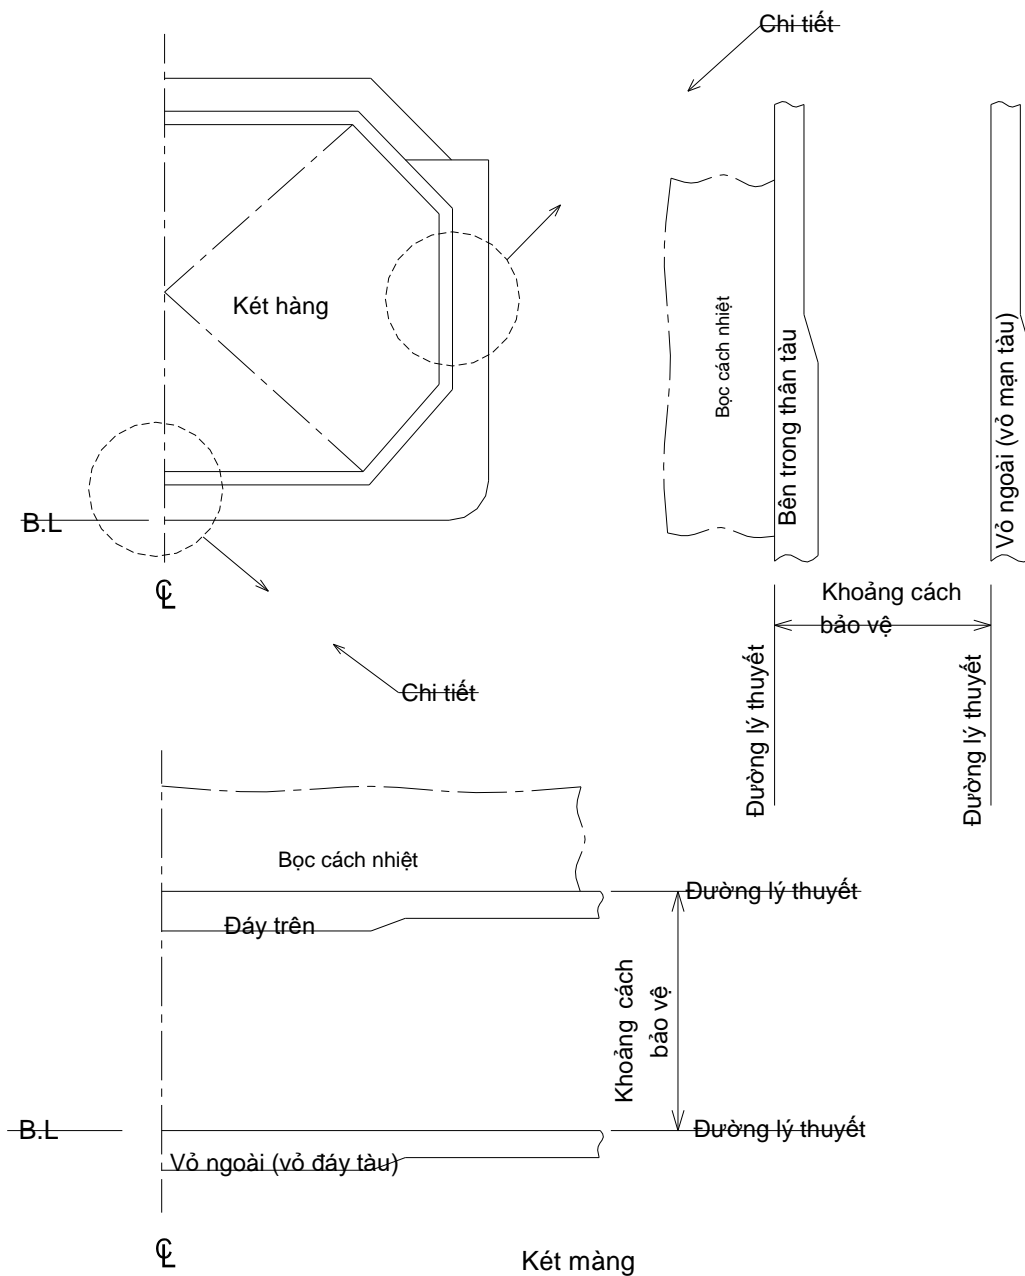 Chi tiết
Két hàng
Bọc cách nhiệt
Bên trong thân tàu
Vỏ ngoài (vỏ mạn tàu)
B.L
℄
Khoảng cách
bảo vệ
Đường lý thuyết
Đường lý thuyết
Chi tiết
Bọc cách nhiệt
Đường lý thuyết
Đáy trên
Khoảng cách
bảo vệ
B.L
Đường lý thuyết
Vỏ ngoài (vỏ đáy tàu)
℄
Két màng